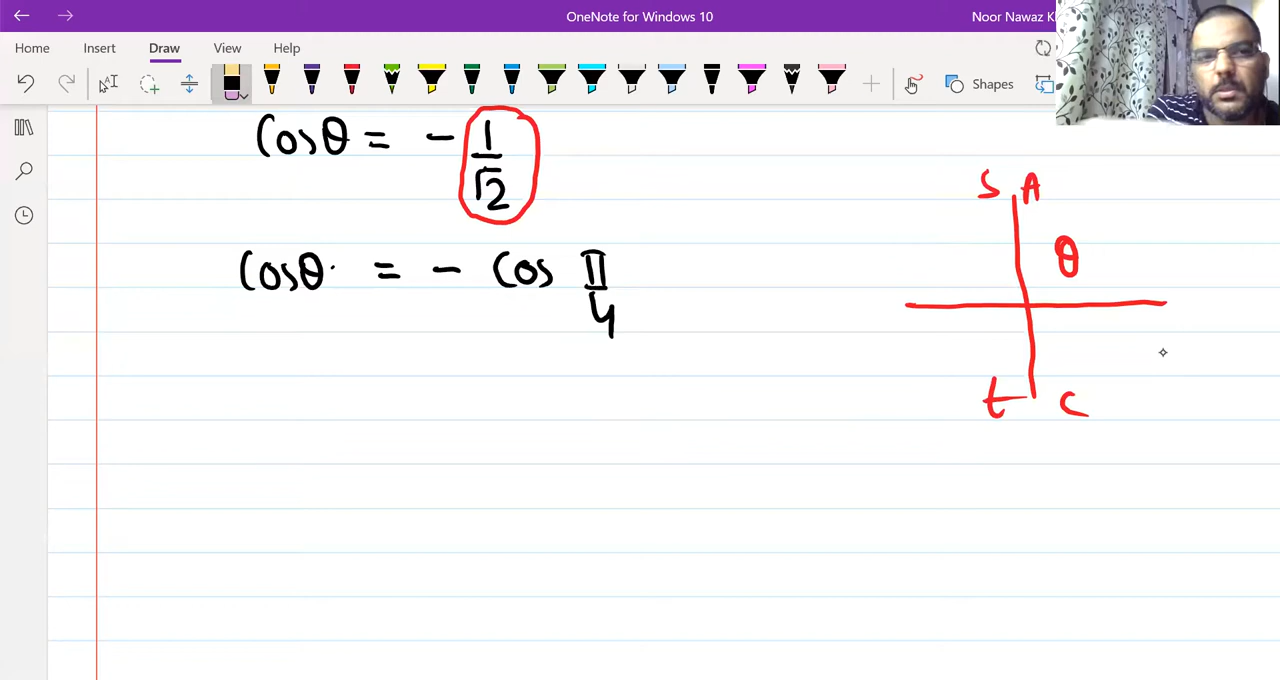 OneNote for Windows 10
Noor Nawaz K
Home Insert Draw View Help
Shapes
Cosθ = - 1/√2
S A
θ
Cosθ = - Cos π/4
t C